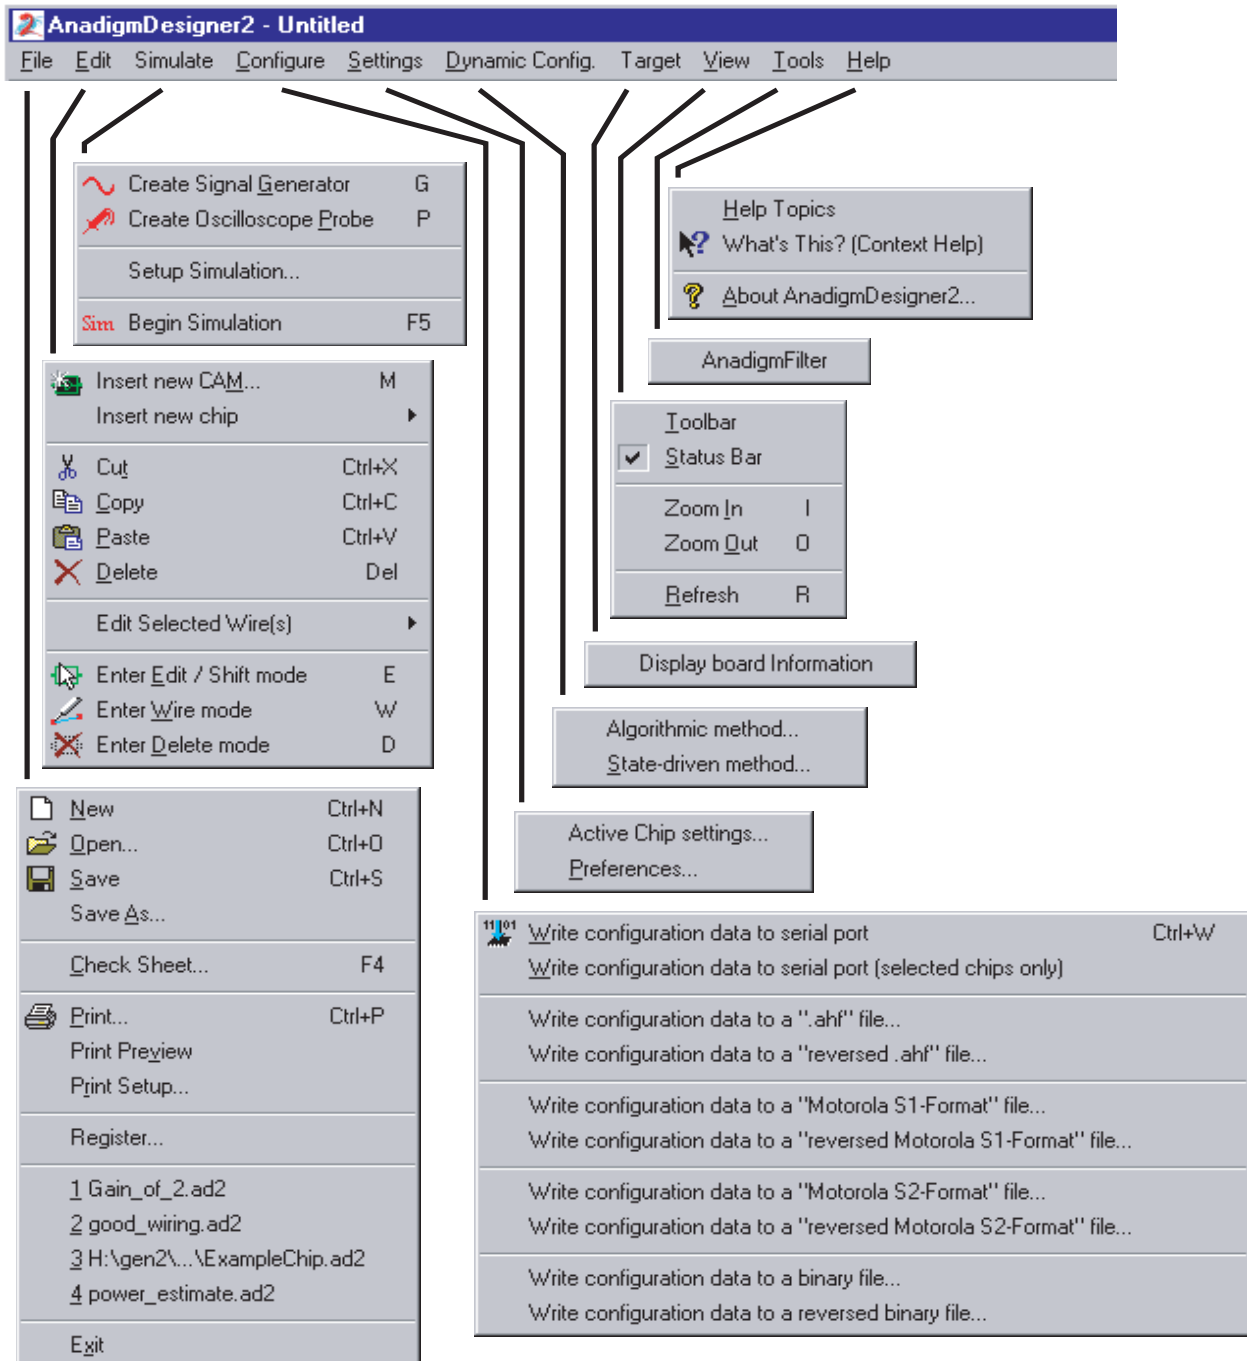 AnadigmDesigner2 - Untitled
File Edit Simulate Configure Settings Dynamic Config. Target View Tools Help
Create Signal Generator G
Create Oscilloscope Probe P
Setup Simulation...
Sim Begin Simulation F5
Help Topics
What's This? (Context Help)
About AnadigmDesigner2...
AnadigmFilter
Insert new CAM... M
Insert new chip
Cut Ctrl+X
Copy Ctrl+C
Paste Ctrl+V
Delete Del
Edit Selected Wire(s)
Enter Edit / Shift mode E
Enter Wire mode W
Enter Delete mode D
Toolbar
Status Bar
Zoom In I
Zoom Out O
Refresh R
Display board Information
Algorithmic method...
State-driven method...
Active Chip settings...
Preferences...
New Ctrl+N
Open... Ctrl+O
Save Ctrl+S
Save As...
Check Sheet... F4
Print... Ctrl+P
Print Preview
Print Setup...
Register...
1 Gain_of_2.ad2
2 good_wiring.ad2
3 H:\gen2\...\ExampleChip.ad2
4 power_estimate.ad2
Exit
11 01 Write configuration data to serial port Ctrl+W
Write configuration data to serial port (selected chips only)
Write configuration data to a ".ahf" file...
Write configuration data to a "reversed .ahf" file...
Write configuration data to a "Motorola S1-Format" file...
Write configuration data to a "reversed Motorola S1-Format" file...
Write configuration data to a "Motorola S2-Format" file...
Write configuration data to a "reversed Motorola S2-Format" file...
Write configuration data to a binary file...
Write configuration data to a reversed binary file...